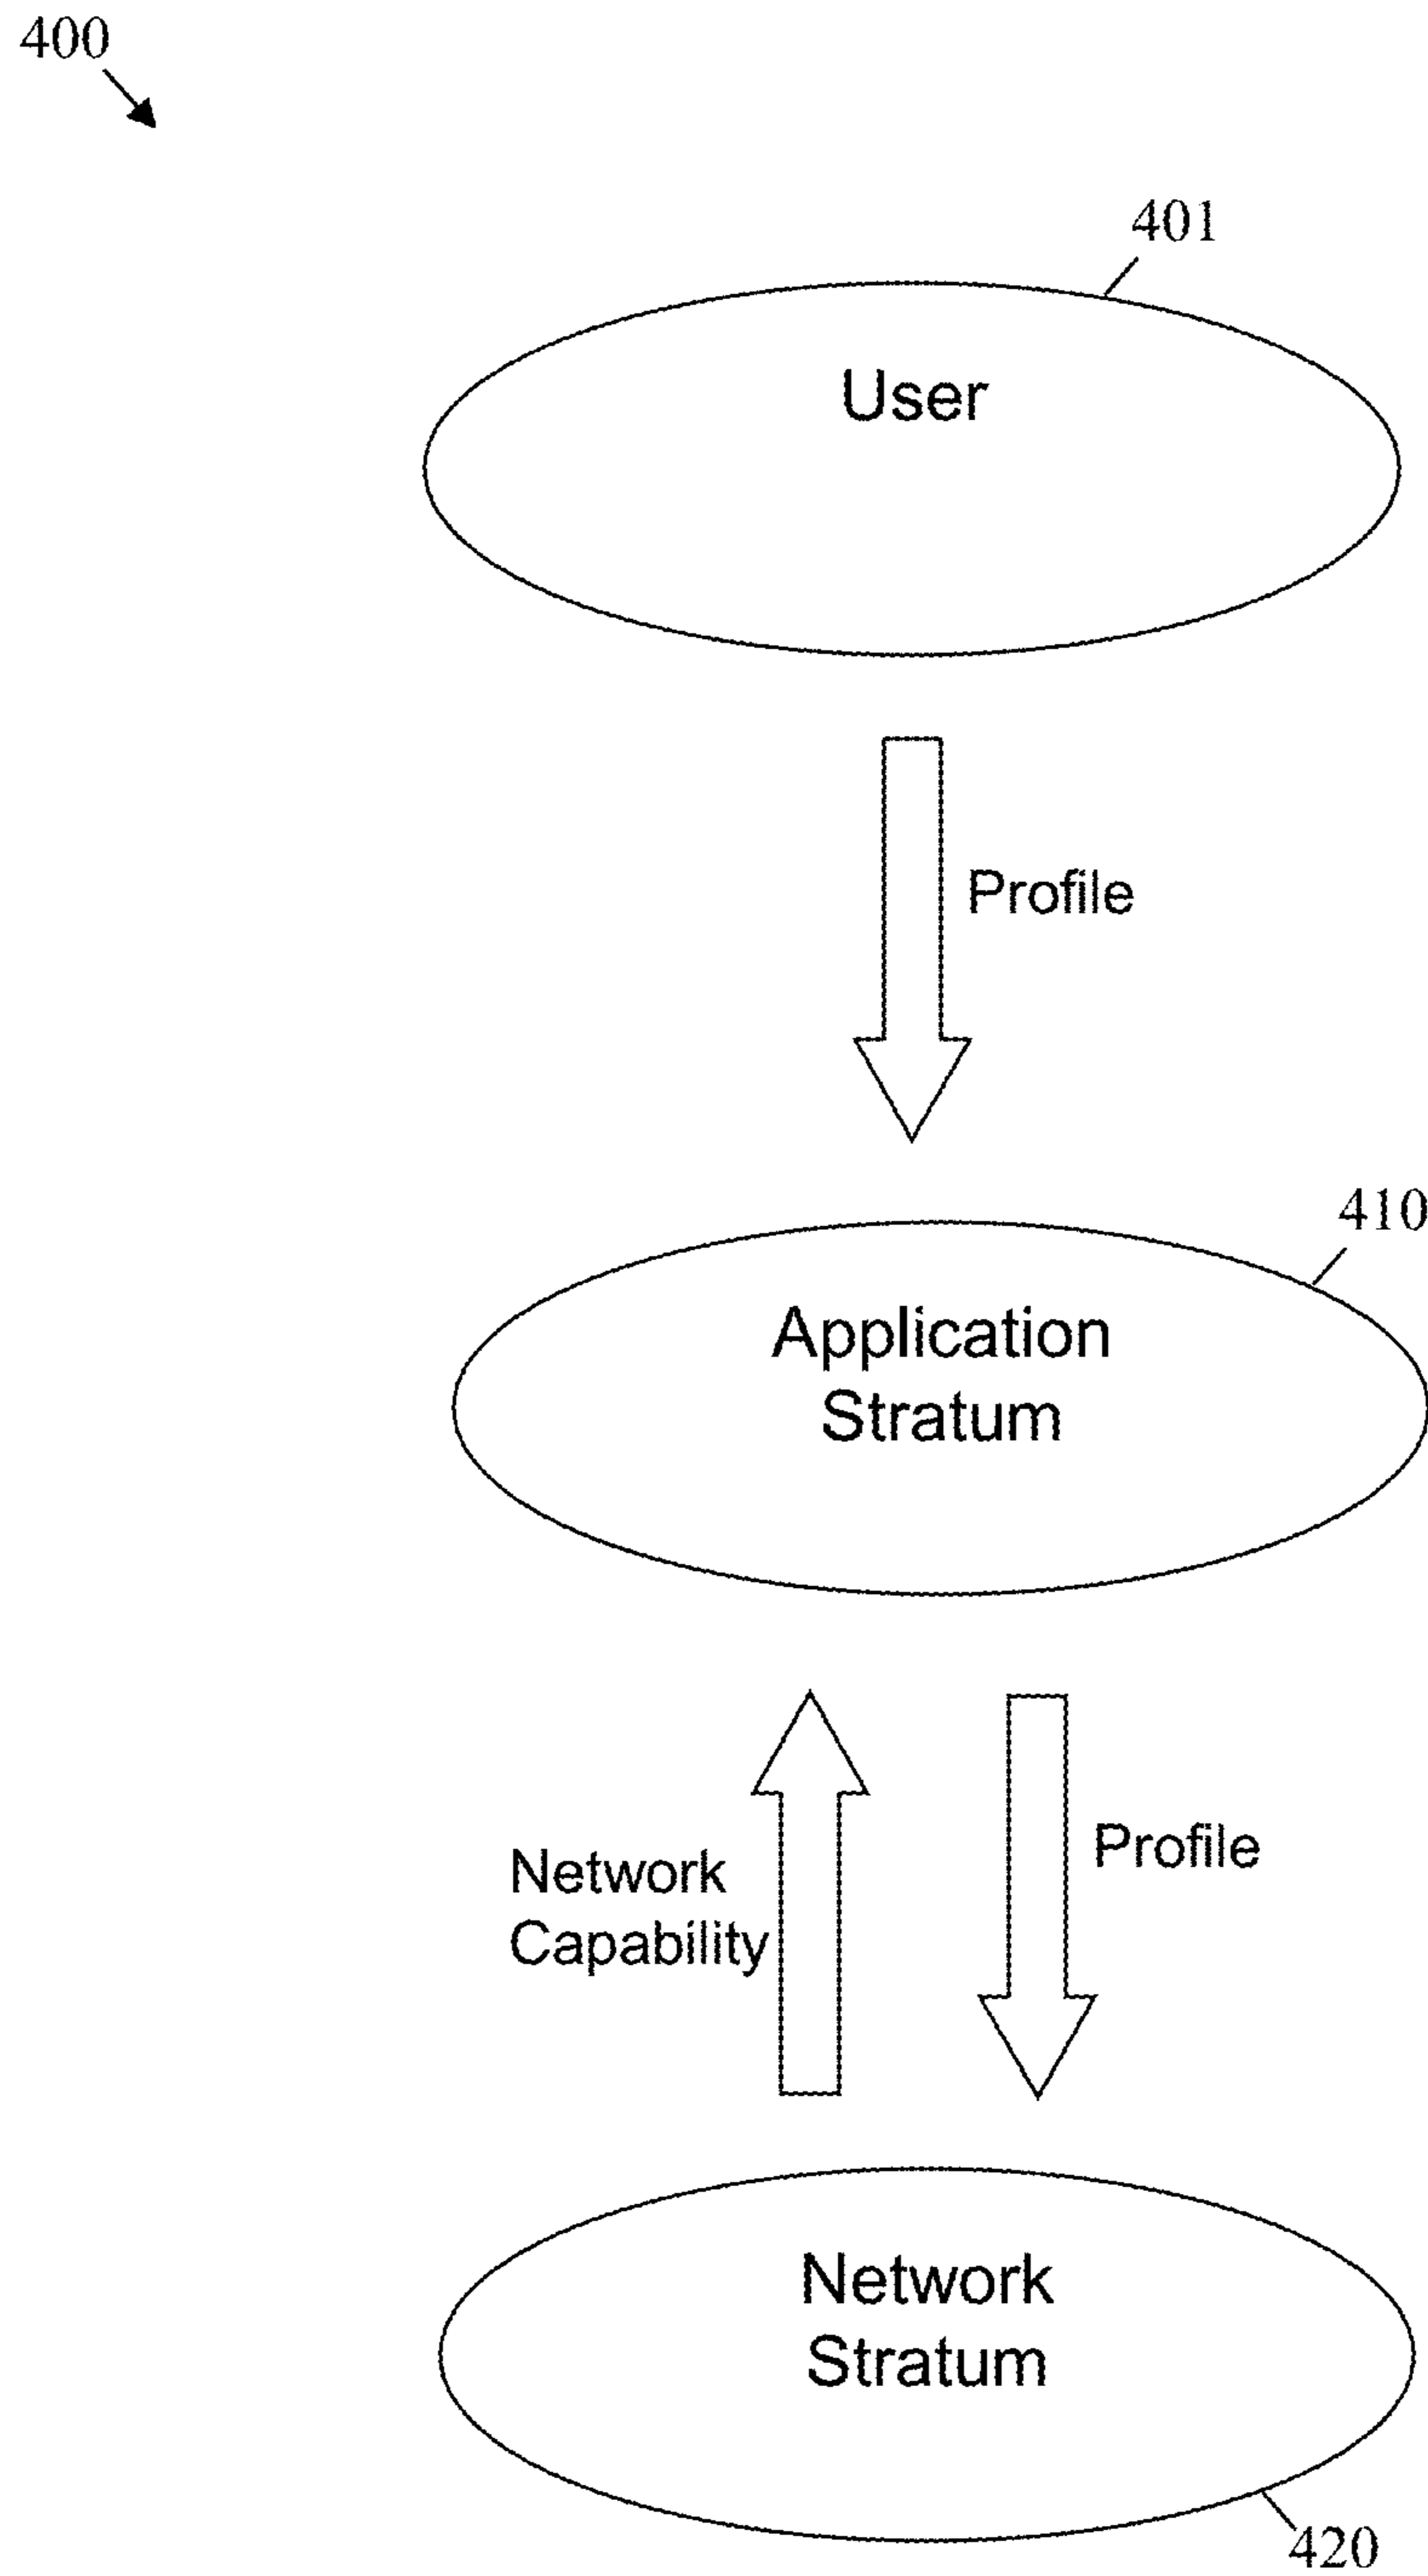 400
401
User
Profile
410
Application
Stratum
Network
Capability
Profile
Network
Stratum
420